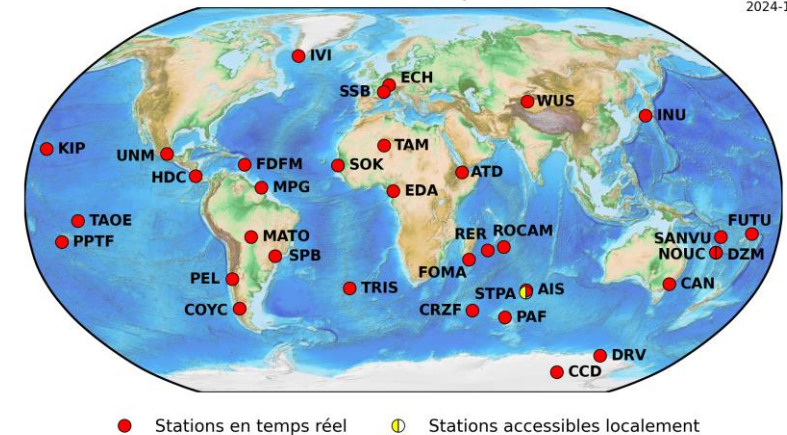 2024-1
IVI
ECH
SSB
WUS
INU
KIP
TAM
UNM
FDFM
SOK
ATD
HDC
MPG
EDA
TAOE
FUTU
PPTF
MATO
RER ROCAM
SANVU
SPB
NOUC DZM
FOMA
PEL
TRIS
STPA AIS
CAN
COYC
CRZF
PAF
DRV
CCD
Stations en temps réel
Stations accessibles localement